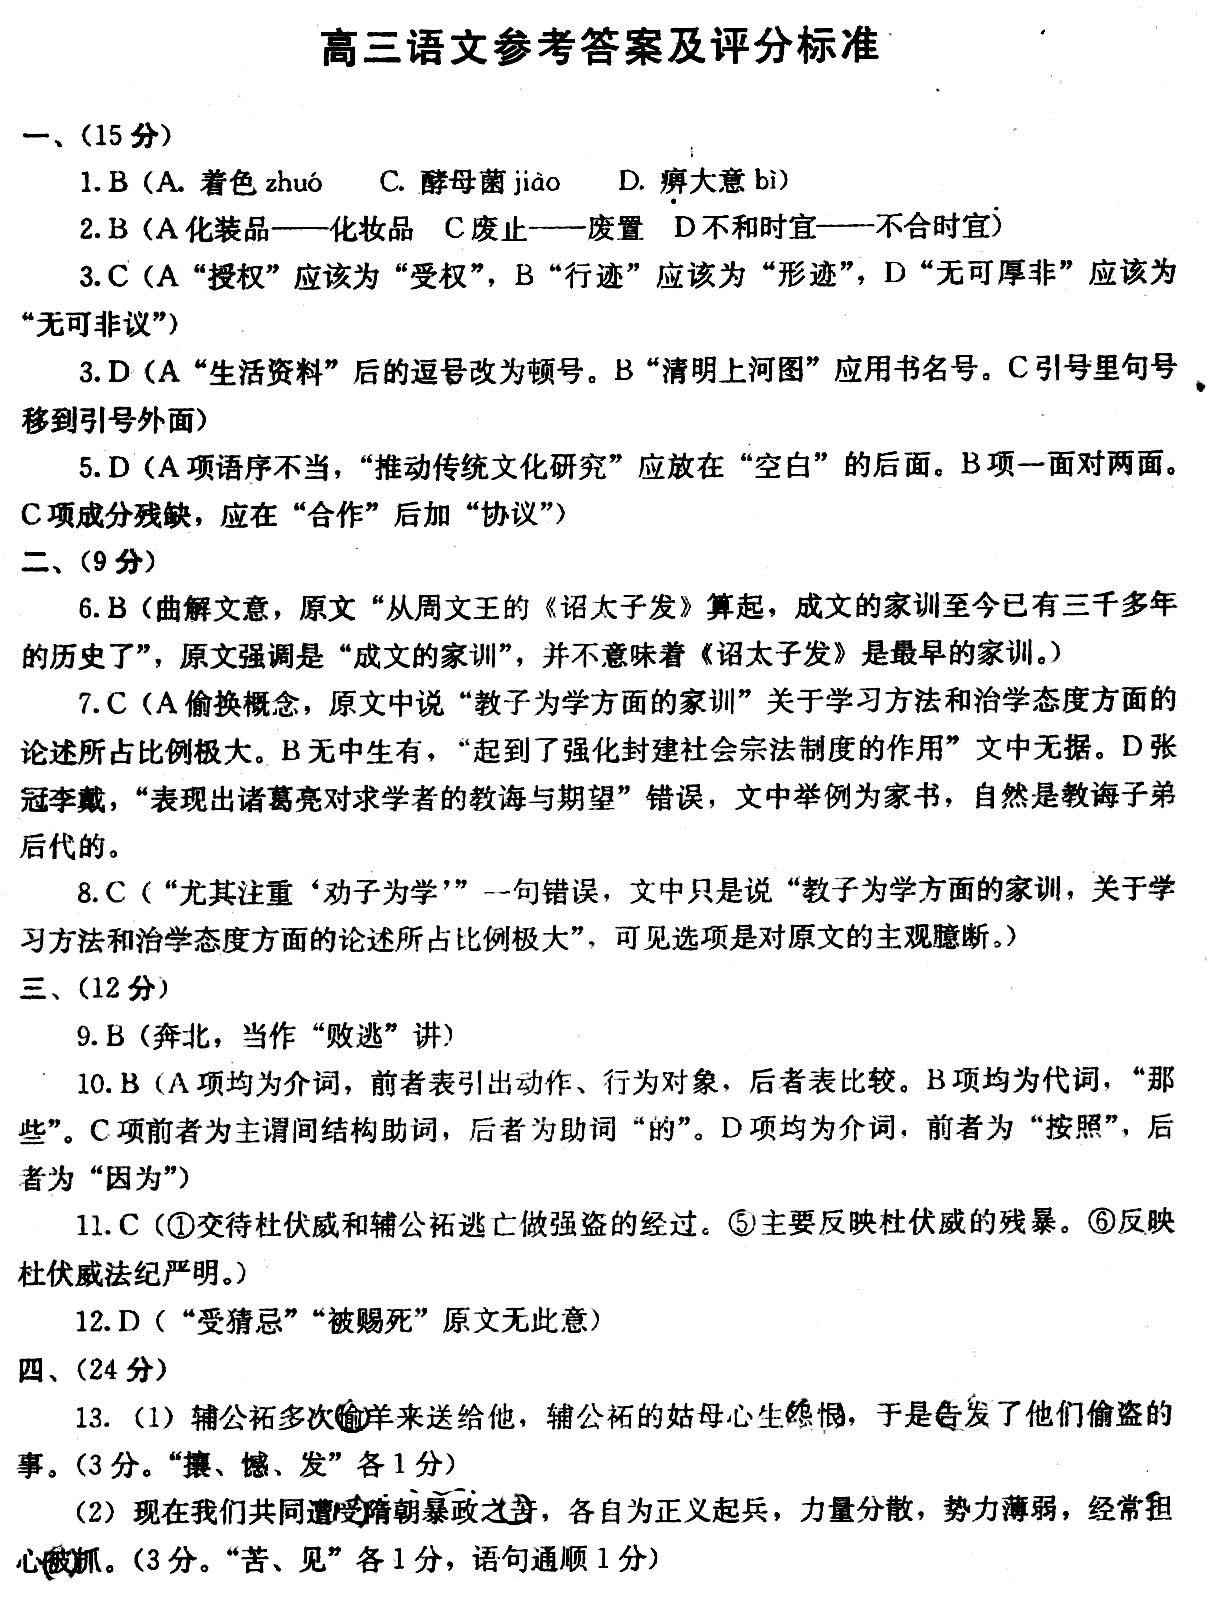 高三语文参考答案及评分标准
一、（15分）
1. B（A. 着色 zhuó　C. 酵母菌 jiào　D. 痹大意 bì）
2. B（A 化装品——化妆品　C 废止——废置　D 不和时宜——不合时宜）
3. C（A “授权”应该为“受权”，B “行迹”应该为“形迹”，D “无可厚非”应该为
“无可非议”）
3. D（A “生活资料”后的逗号改为顿号。B “清明上河图”应用书名号。C 引号里句号
移到引号外面）
5. D（A 项语序不当，“推动传统文化研究”应放在“空白”的后面。B 项一面对两面。
C 项成分残缺，应在“合作”后加“协议”）
二、（9分）
6. B（曲解文意，原文“从周文王的《诏太子发》算起，成文的家训至今已有三千多年
的历史了”，原文强调是“成文的家训”，并不意味着《诏太子发》是最早的家训。）
7. C（A 偷换概念，原文中说“教子为学方面的家训”关于学习方法和治学态度方面的
论述所占比例极大。B 无中生有，“起到了强化封建社会宗法制度的作用”文中无据。D 张
冠李戴，“表现出诸葛亮对求学者的教诲与期望”错误，文中举例为家书，自然是教诲子弟
后代的。
8. C（“尤其注重‘劝子为学’”一句错误，文中只是说“教子为学方面的家训，关于学
习方法和治学态度方面的论述所占比例极大”，可见选项是对原文的主观臆断。）
三、（12分）
9. B（奔北，当作“败逃”讲）
10. B（A 项均为介词，前者表引出动作、行为对象，后者表比较。B 项均为代词，“那
些”。C 项前者为主谓间结构助词，后者为助词“的”。D 项均为介词，前者为“按照”，后
者为“因为”）
11. C（①交待杜伏威和辅公祏逃亡做强盗的经过。⑤主要反映杜伏威的残暴。⑥反映
杜伏威法纪严明。）
12. D（“受猜忌”“被赐死”原文无此意）
四、（24分）
13.（1）辅公祏多次偷羊来送给他，辅公祏的姑母心生怨恨，于是告发了他们偷盗的
事。（3分。“攘、憾、发”各1分）
（2）现在我们共同遭受隋朝暴政之苦，各自为正义起兵，力量分散，势力薄弱，经常担
心被抓。（3分。“苦、见”各1分，语句通顺1分）